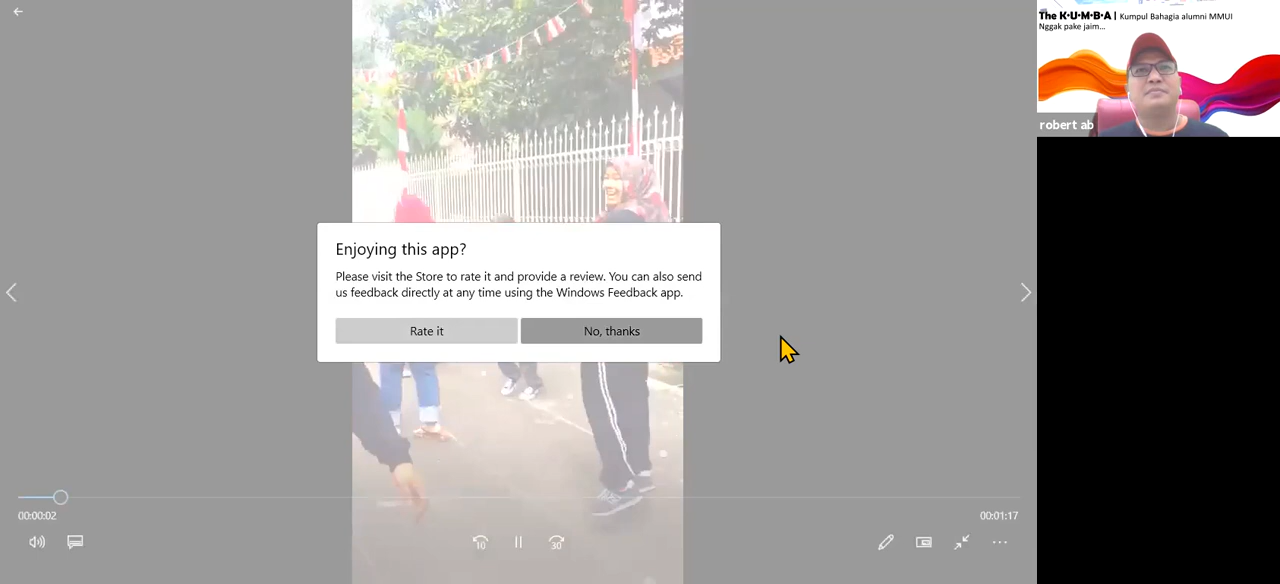 The K•U•M•B•A | Kumpul Bahagia alumni MMUI
Nggak pake jaim...
robert ab
Enjoying this app?
Please visit the Store to rate it and provide a review. You can also send
us feedback directly at any time using the Windows Feedback app.
Rate it
No, thanks
00:00:02
00:01:17
10
30